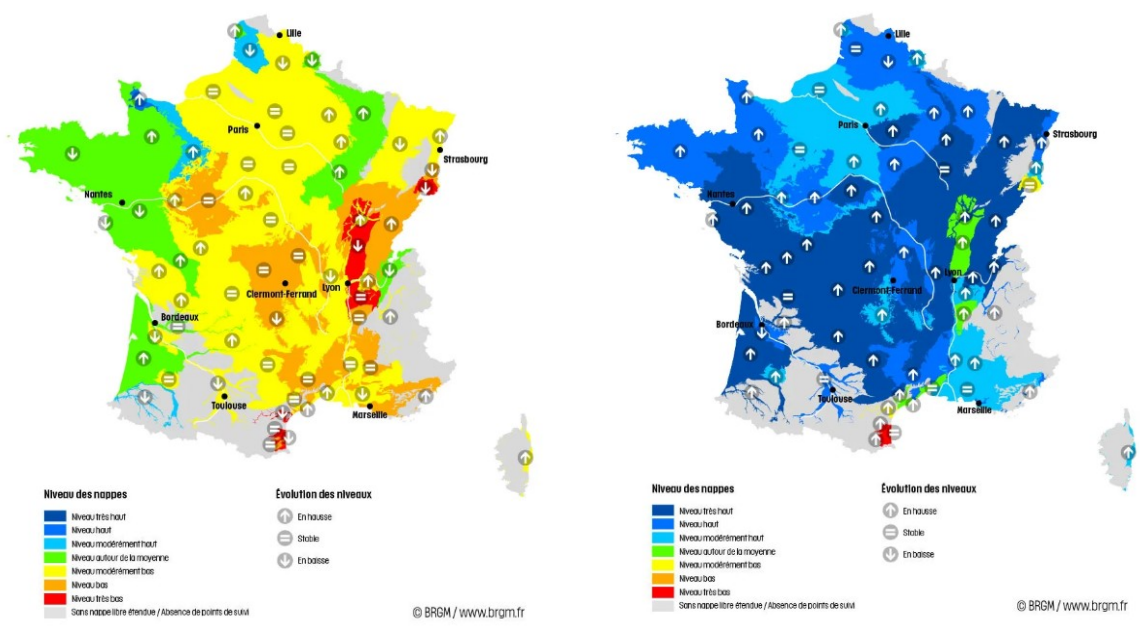 Lille
Paris
Strasbourg
Nantes
Clermont-Ferrand
Lyon
Bordeaux
Toulouse
Marseille
Niveau des nappes
Niveau très haut
Niveau haut
Niveau modérément haut
Niveau autour de la moyenne
Niveau modérément bas
Niveau bas
Niveau très bas
Sans nappe libre étendue / Absence de points de suivi
Évolution des niveaux
En hausse
Stable
En baisse
© BRGM / www.brgm.fr
Lille
Paris
Strasbourg
Nantes
Lyon
Clermont-Ferrand
Bordeaux
Toulouse
Marseille
Niveau des nappes
Niveau très haut
Niveau haut
Niveau modérément haut
Niveau autour de la moyenne
Niveau modérément bas
Niveau bas
Niveau très bas
Sans nappe libre étendue / Absence de points de suivi
Évolution des niveaux
En hausse
Stable
En baisse
© BRGM / www.brgm.fr